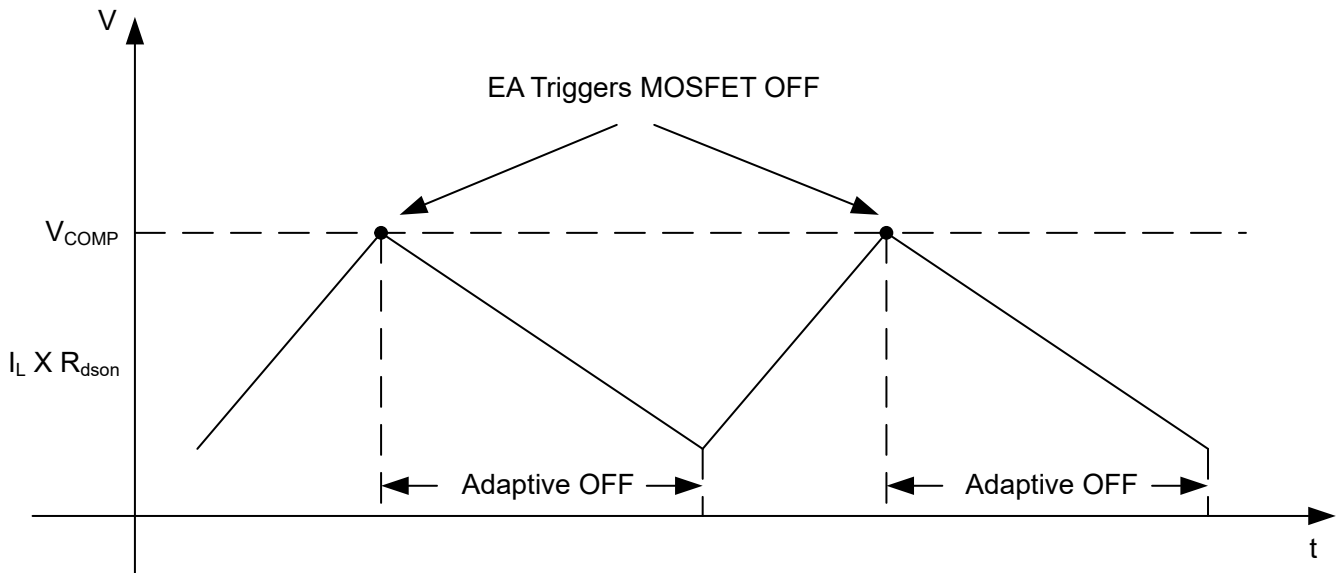 V
EA Triggers MOSFET OFF
VCOMP
IL X Rdson
Adaptive OFF
Adaptive OFF
t